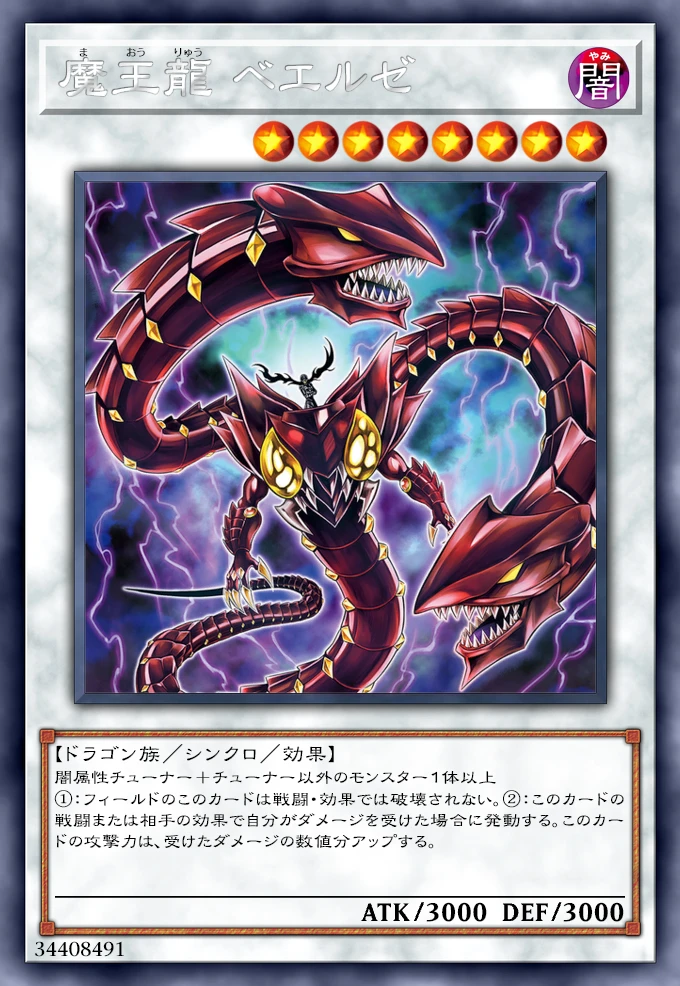 ま おう りゅう
魔王龍 ベエルゼ
やみ
闇
【ドラゴン族／シンクロ／効果】
闇属性チューナー＋チューナー以外のモンスター１体以上
①：フィールドのこのカードは戦闘・効果では破壊されない。②：このカードの
戦闘または相手の効果で自分がダメージを受けた場合に発動する。このカー
ドの攻撃力は、受けたダメージの数値分アップする。
ATK/3000 DEF/3000
34408491